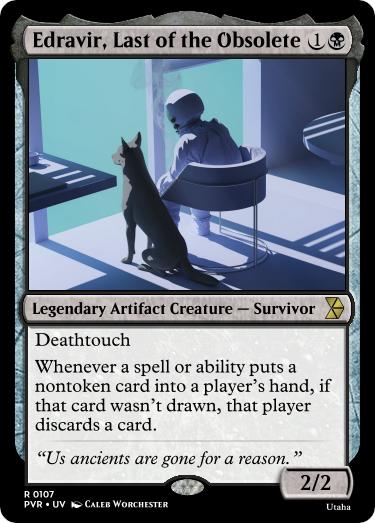 Edravir, Last of the Obsolete 1
Legendary Artifact Creature — Survivor
Deathtouch
Whenever a spell or ability puts a
nontoken card into a player's hand, if
that card wasn't drawn, that player
discards a card.
“Us ancients are gone for a reason.”
2/2
R 0107
PVR • UV CALEB WORCHESTER
Utaha